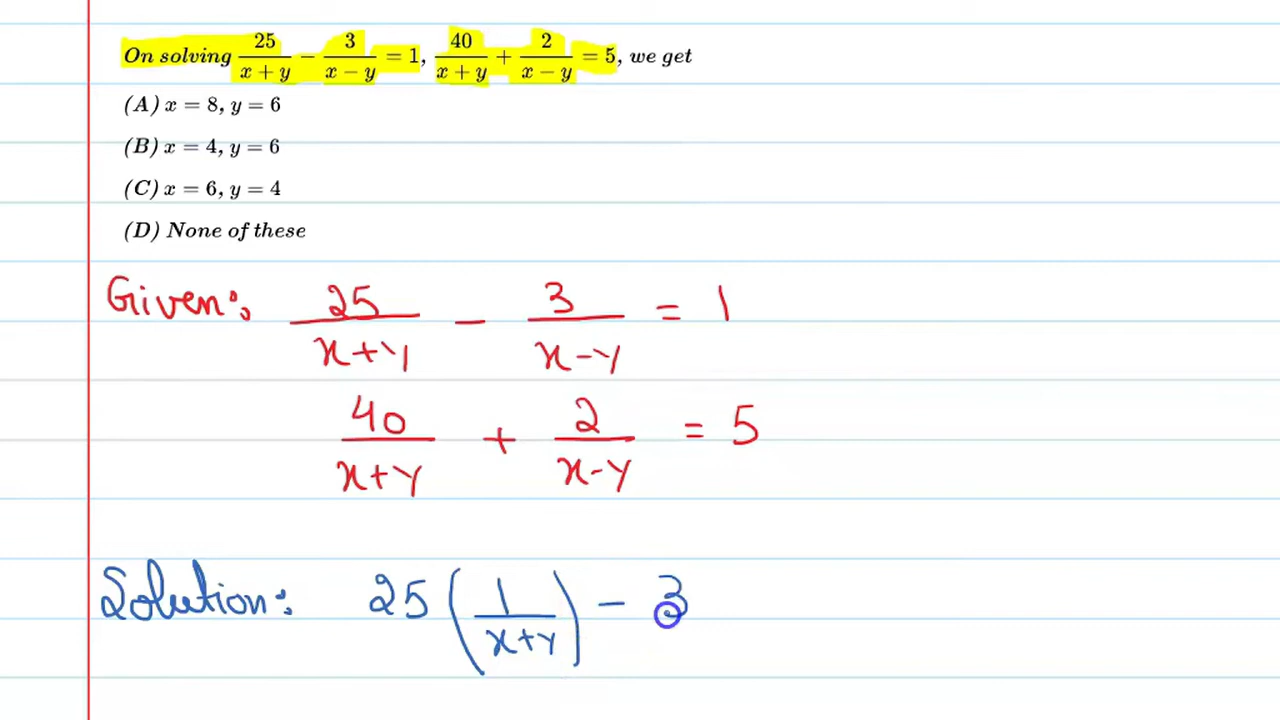 On solving 25/(x + y) − 3/(x − y) = 1, 40/(x + y) + 2/(x − y) = 5, we get
(A) x = 8, y = 6
(B) x = 4, y = 6
(C) x = 6, y = 4
(D) None of these
Given: 25/(x+y) − 3/(x−y) = 1
40/(x+y) + 2/(x−y) = 5
Solution: 25 (1/(x+y)) − 3